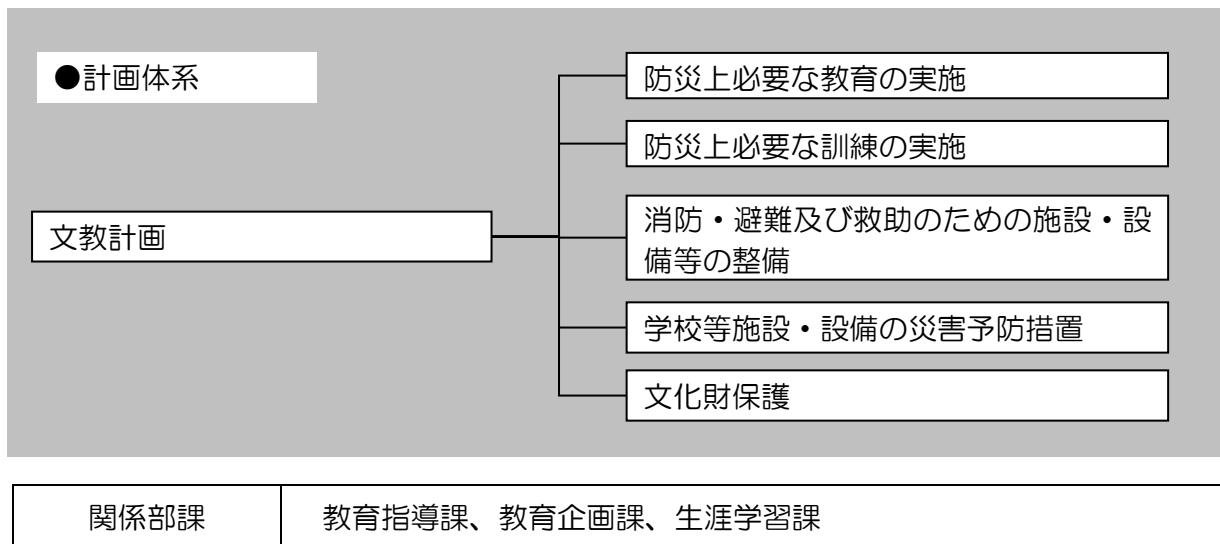 ●計画体系
文教計画
防災上必要な教育の実施
防災上必要な訓練の実施
消防・避難及び救助のための施設・設
備等の整備
学校等施設・設備の災害予防措置
文化財保護
関係部課 教育指導課、教育企画課、生涯学習課